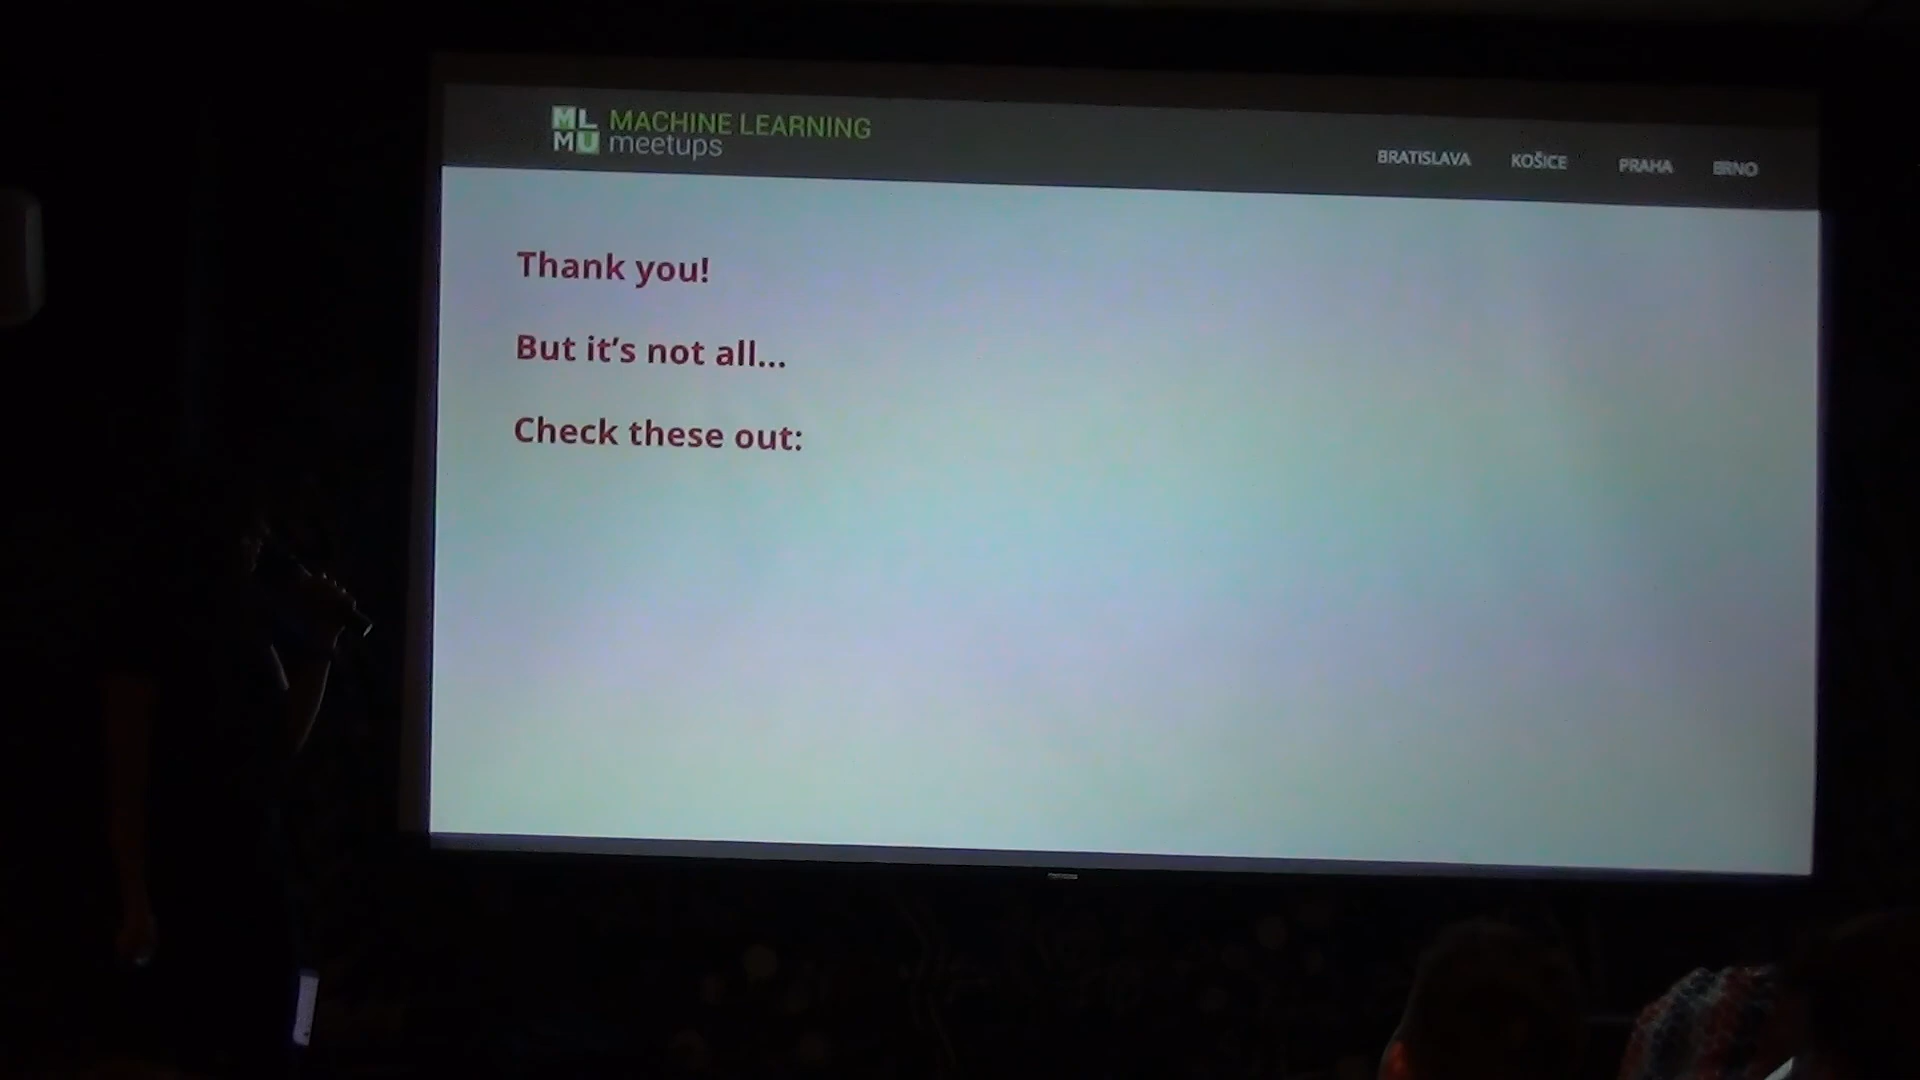 ML
MU
MACHINE LEARNING
meetups
BRATISLAVA KOŠICE PRAHA BRNO
Thank you!
But it’s not all...
Check these out: